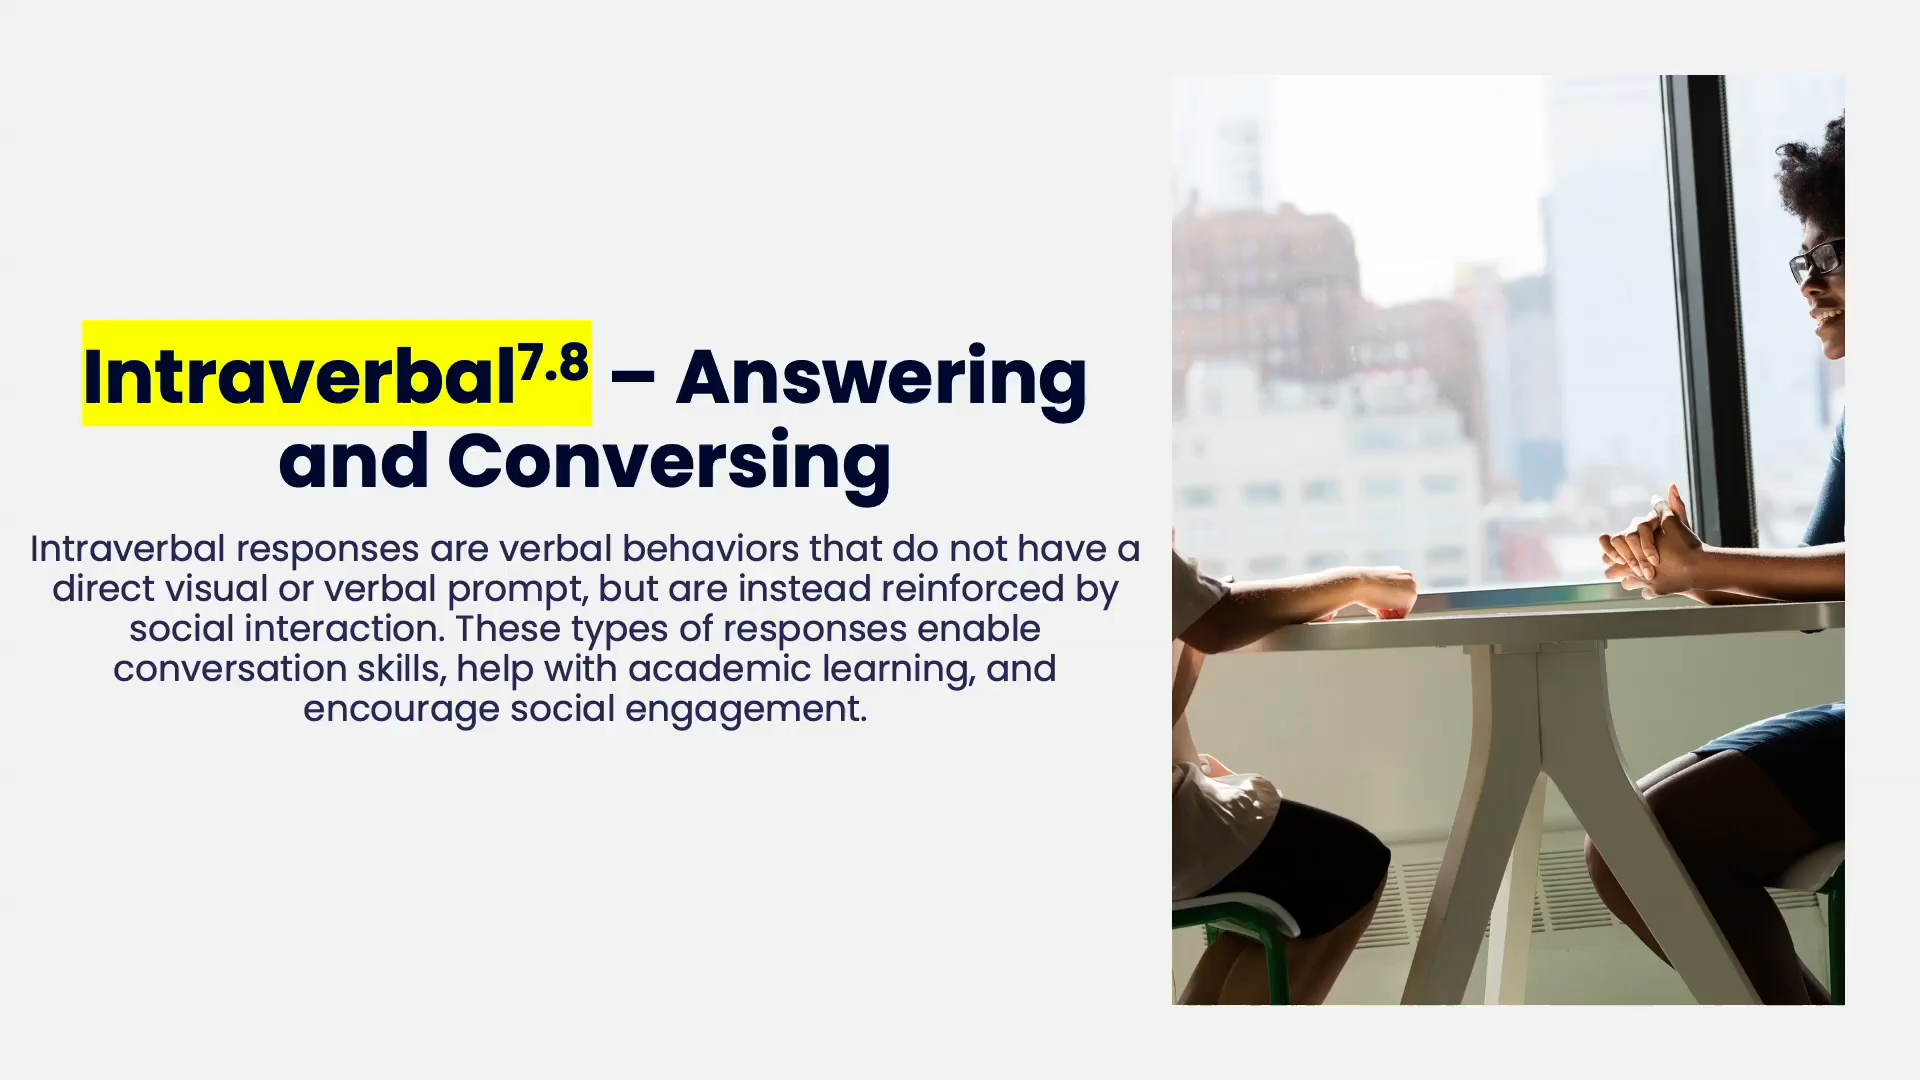 Intraverbal7.8 – Answering
and Conversing
Intraverbal responses are verbal behaviors that do not have a
direct visual or verbal prompt, but are instead reinforced by
social interaction. These types of responses enable
conversation skills, help with academic learning, and
encourage social engagement.